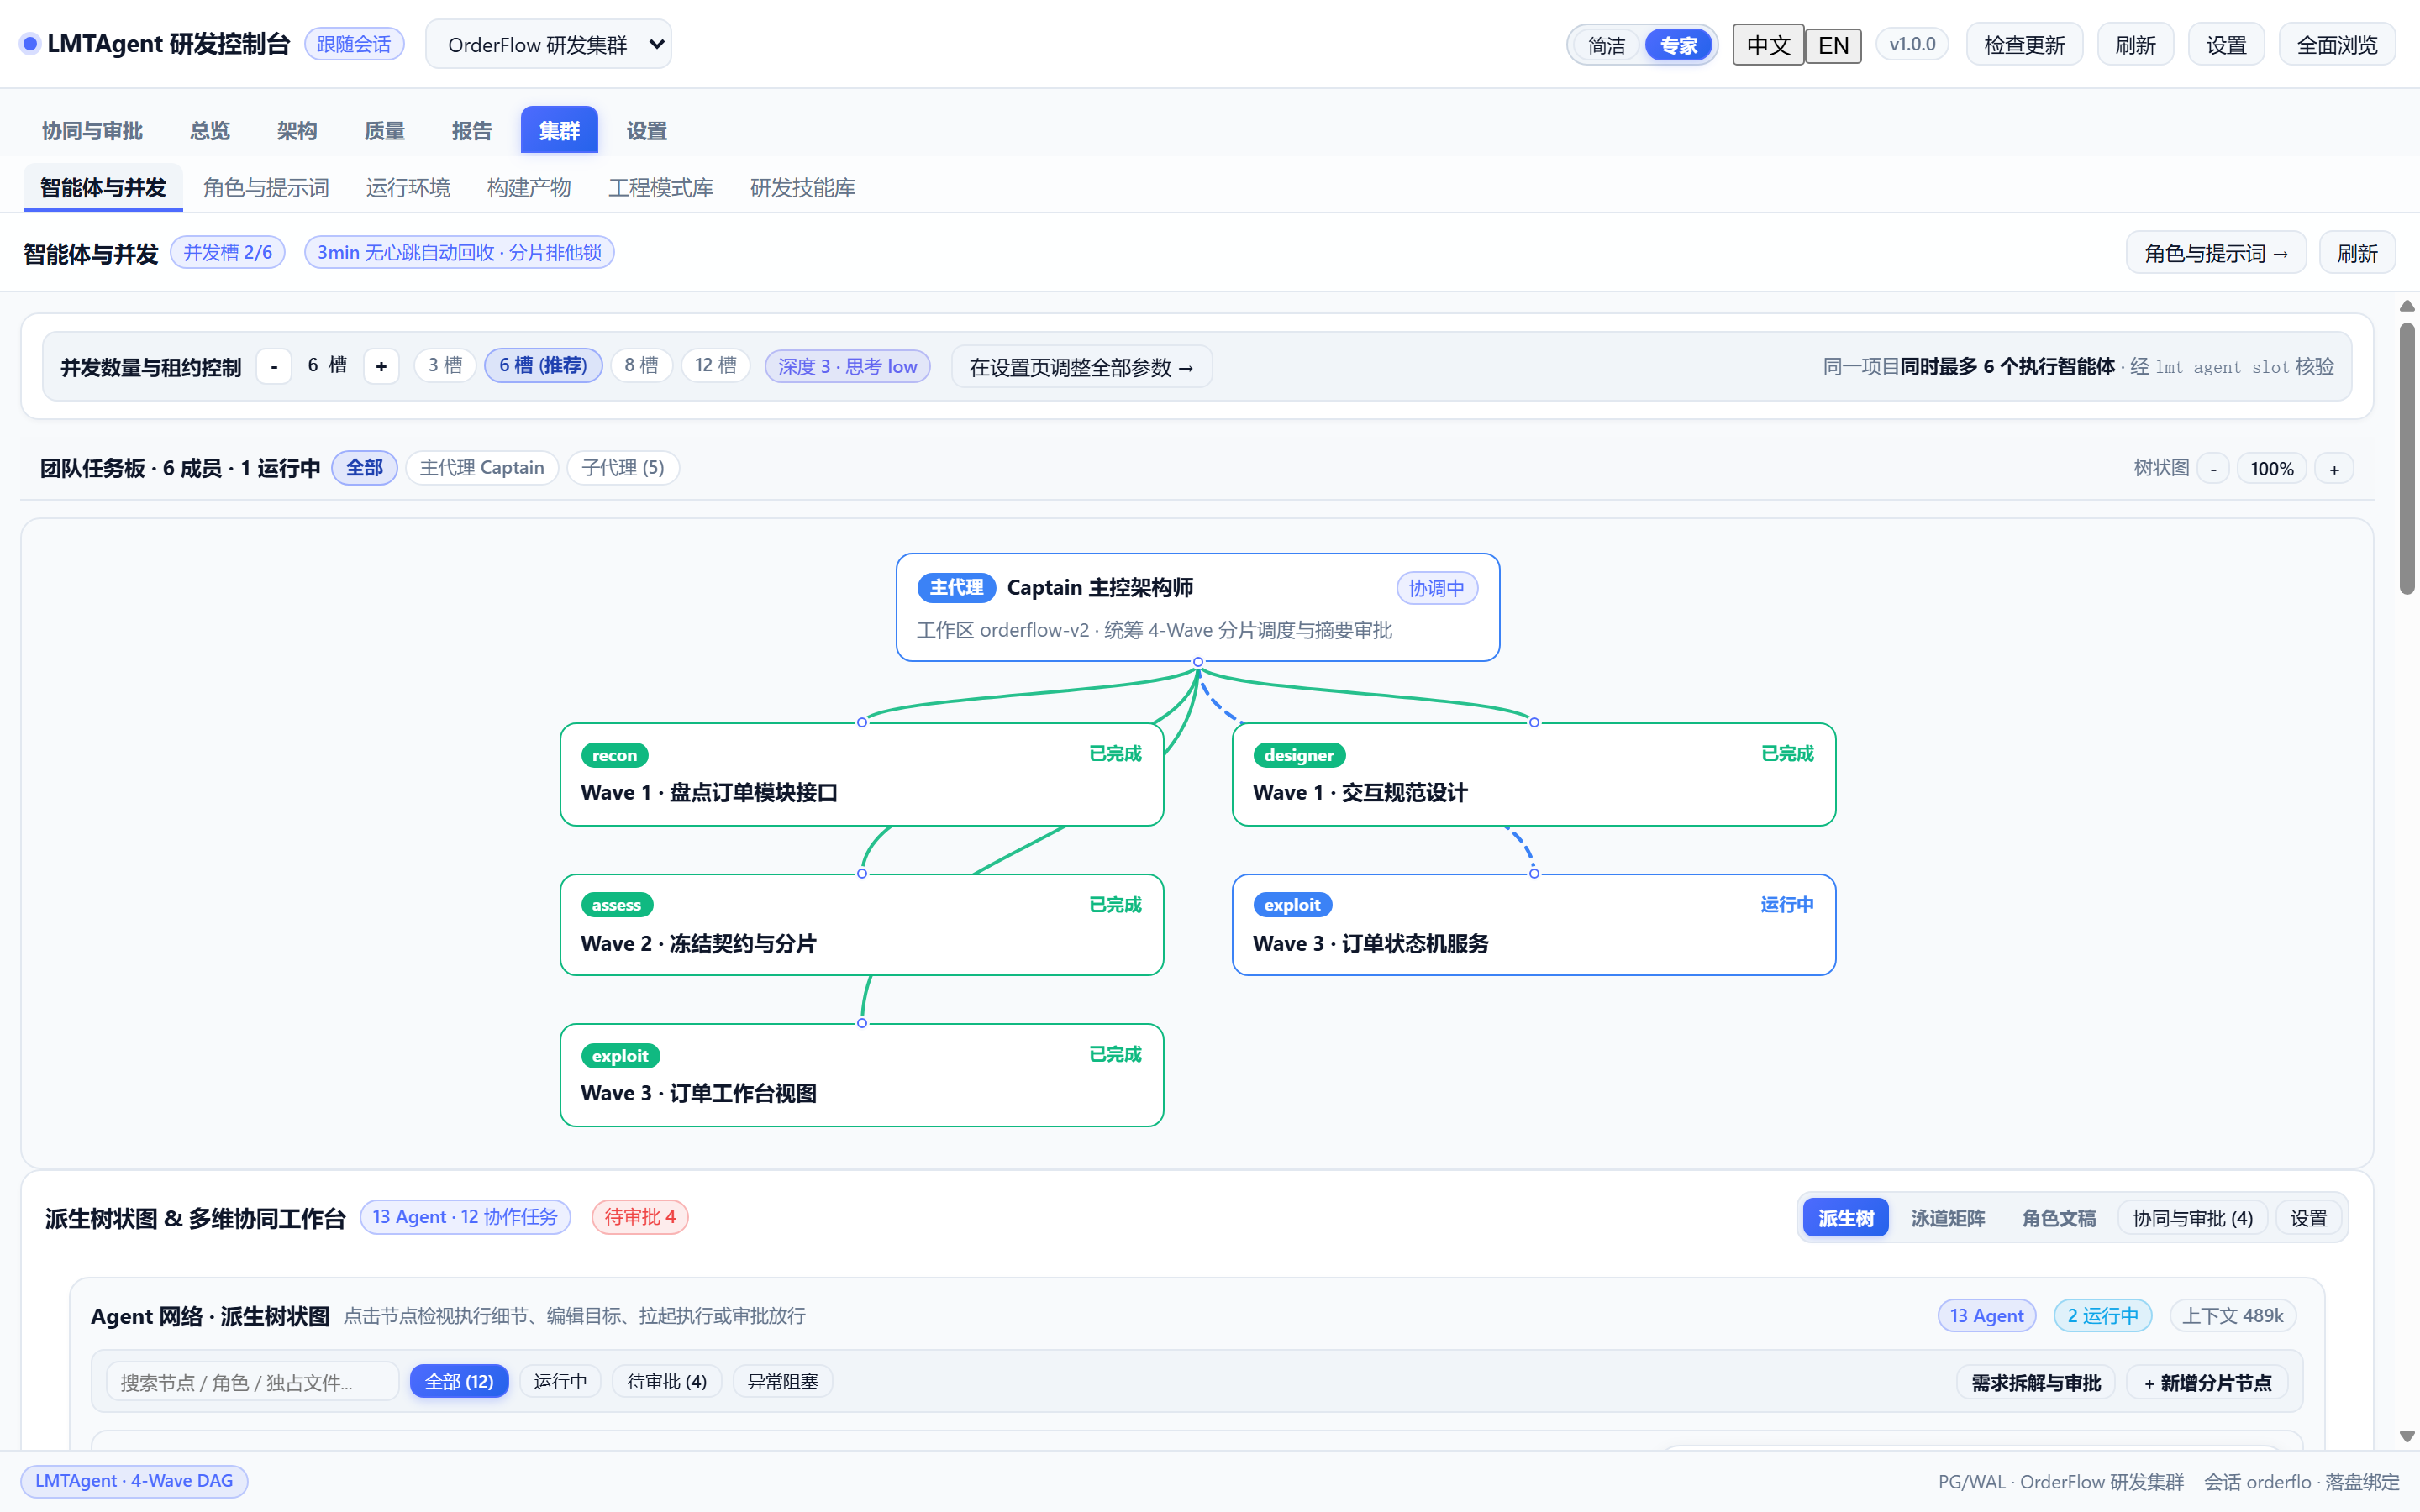 LMTAgent 研发控制台 跟随会话 OrderFlow 研发集群 简洁 专家 中文 EN v1.0.0 检查更新 刷新 设置 全面浏览
协同与审批 总览 架构 质量 报告 集群 设置
智能体与并发 角色与提示词 运行环境 构建产物 工程模式库 研发技能库
智能体与并发 并发槽 2/6 3min 无心跳自动回收 · 分片排他锁 角色与提示词 → 刷新
并发数量与租约控制 - 6 槽 + 3 槽 6 槽 (推荐) 8 槽 12 槽 深度 3 · 思考 low 在设置页调整全部参数 → 同一项目同时最多 6 个执行智能体 · 经 lmt_agent_slot 核验
团队任务板 · 6 成员 · 1 运行中 全部 主代理 Captain 子代理 (5) 树状图 - 100% +
主代理 Captain 主控架构师 协调中
工作区 orderflow-v2 · 统筹 4-Wave 分片调度与摘要审批
recon 已完成
Wave 1 · 盘点订单模块接口
designer 已完成
Wave 1 · 交互规范设计
assess 已完成
Wave 2 · 冻结契约与分片
exploit 运行中
Wave 3 · 订单状态机服务
exploit 已完成
Wave 3 · 订单工作台视图
派生树状图 & 多维协同工作台 13 Agent · 12 协作任务 待审批 4 派生树 泳道矩阵 角色文稿 协同与审批 (4) 设置
Agent 网络 · 派生树状图 点击节点检视执行细节、编辑目标、拉起执行或审批放行 13 Agent 2 运行中 上下文 489k
搜索节点 / 角色 / 独占文件... 全部 (12) 运行中 待审批 (4) 异常阻塞 需求拆解与审批 + 新增分片节点
LMTAgent · 4-Wave DAG PG/WAL · OrderFlow 研发集群 会话 orderflo · 落盘绑定